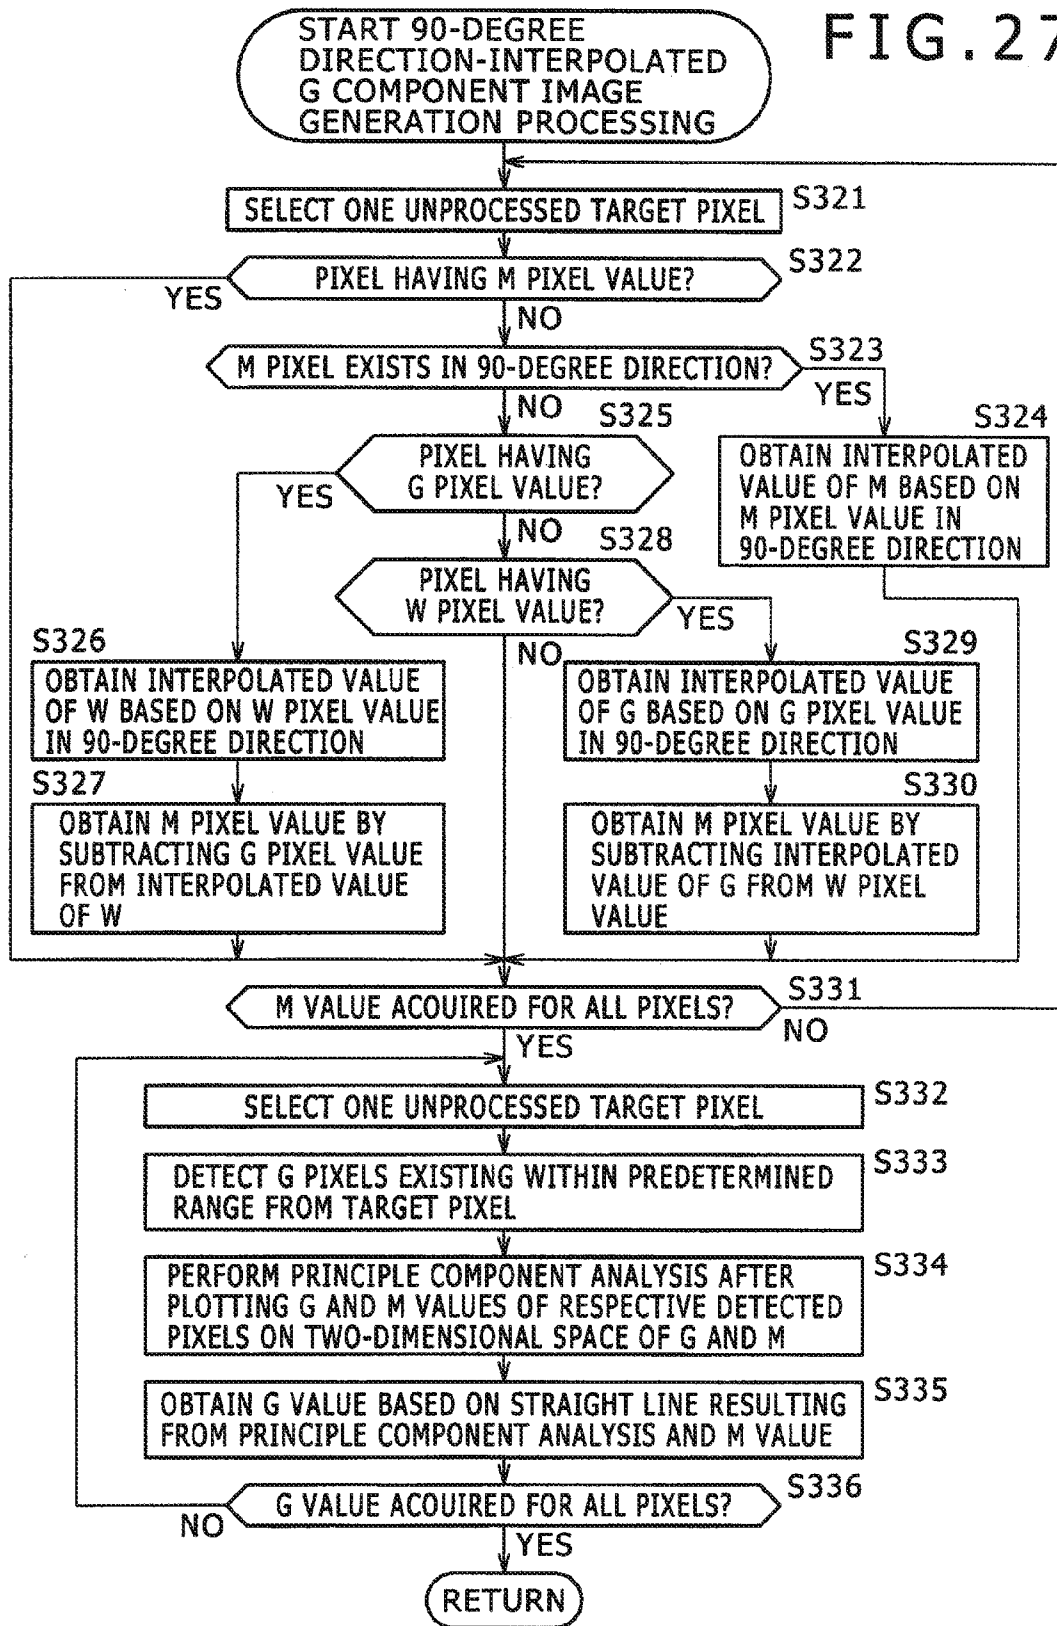 FIG.27
START 90-DEGREE
DIRECTION-INTERPOLATED
G COMPONENT IMAGE
GENERATION PROCESSING
SELECT ONE UNPROCESSED TARGET PIXEL
S321
PIXEL HAVING M PIXEL VALUE?
S322
YES
NO
M PIXEL EXISTS IN 90-DEGREE DIRECTION?
S323
YES
NO
S324
OBTAIN INTERPOLATED
VALUE OF M BASED ON
M PIXEL VALUE IN
90-DEGREE DIRECTION
S325
PIXEL HAVING
G PIXEL VALUE?
YES
NO
S328
PIXEL HAVING
W PIXEL VALUE?
YES
NO
S326
OBTAIN INTERPOLATED VALUE
OF W BASED ON W PIXEL VALUE
IN 90-DEGREE DIRECTION
S327
OBTAIN M PIXEL VALUE BY
SUBTRACTING G PIXEL VALUE
FROM INTERPOLATED VALUE
OF W
S329
OBTAIN INTERPOLATED VALUE
OF G BASED ON G PIXEL VALUE
IN 90-DEGREE DIRECTION
S330
OBTAIN M PIXEL VALUE BY
SUBTRACTING INTERPOLATED
VALUE OF G FROM W PIXEL
VALUE
M VALUE ACOUIRED FOR ALL PIXELS?
S331
NO
YES
SELECT ONE UNPROCESSED TARGET PIXEL
S332
DETECT G PIXELS EXISTING WITHIN PREDETERMINED
RANGE FROM TARGET PIXEL
S333
PERFORM PRINCIPLE COMPONENT ANALYSIS AFTER
PLOTTING G AND M VALUES OF RESPECTIVE DETECTED
PIXELS ON TWO-DIMENSIONAL SPACE OF G AND M
S334
OBTAIN G VALUE BASED ON STRAIGHT LINE RESULTING
FROM PRINCIPLE COMPONENT ANALYSIS AND M VALUE
S335
G VALUE ACOUIRED FOR ALL PIXELS?
S336
NO
YES
RETURN